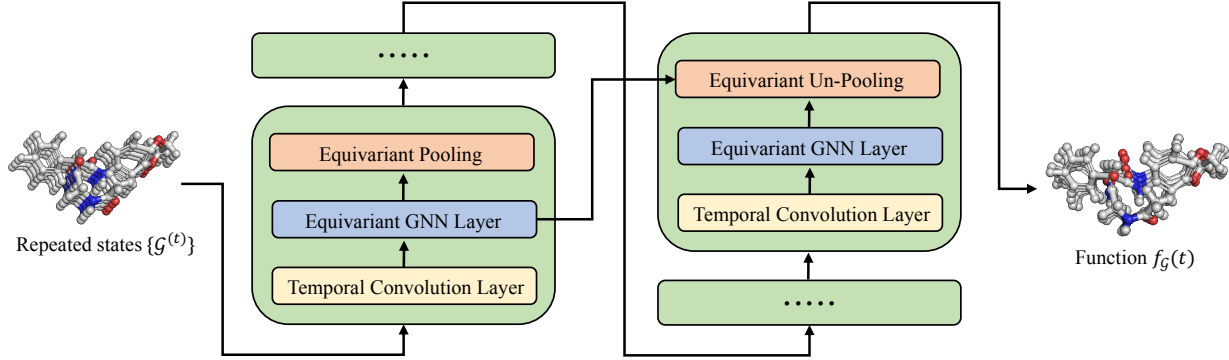 Repeated states {𝒢^(t)}
.....
Equivariant Pooling
Equivariant GNN Layer
Temporal Convolution Layer
Equivariant Un-Pooling
Equivariant GNN Layer
Temporal Convolution Layer
.....
Function f_𝒢(t)